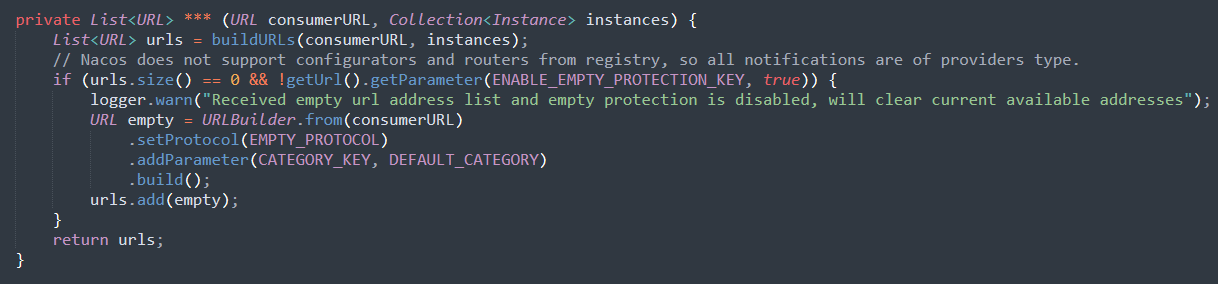 private List<URL> *** (URL consumerURL, Collection<Instance> instances) {
List<URL> urls = buildURLs(consumerURL, instances);
// Nacos does not support configurators and routers from registry, so all notifications are of providers type.
if (urls.size() == 0 && !getUrl().getParameter(ENABLE_EMPTY_PROTECTION_KEY, true)) {
logger.warn("Received empty url address list and empty protection is disabled, will clear current available addresses");
URL empty = URLBuilder.from(consumerURL)
.setProtocol(EMPTY_PROTOCOL)
.addParameter(CATEGORY_KEY, DEFAULT_CATEGORY)
.build();
urls.add(empty);
}
return urls;
}